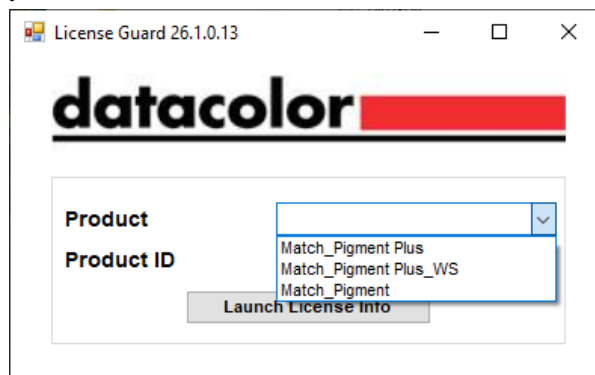 License Guard 26.1.0.13
datacolor
Product
Match_Pigment Plus
Product ID
Match_Pigment Plus_WS
Match_Pigment
Launch License Info